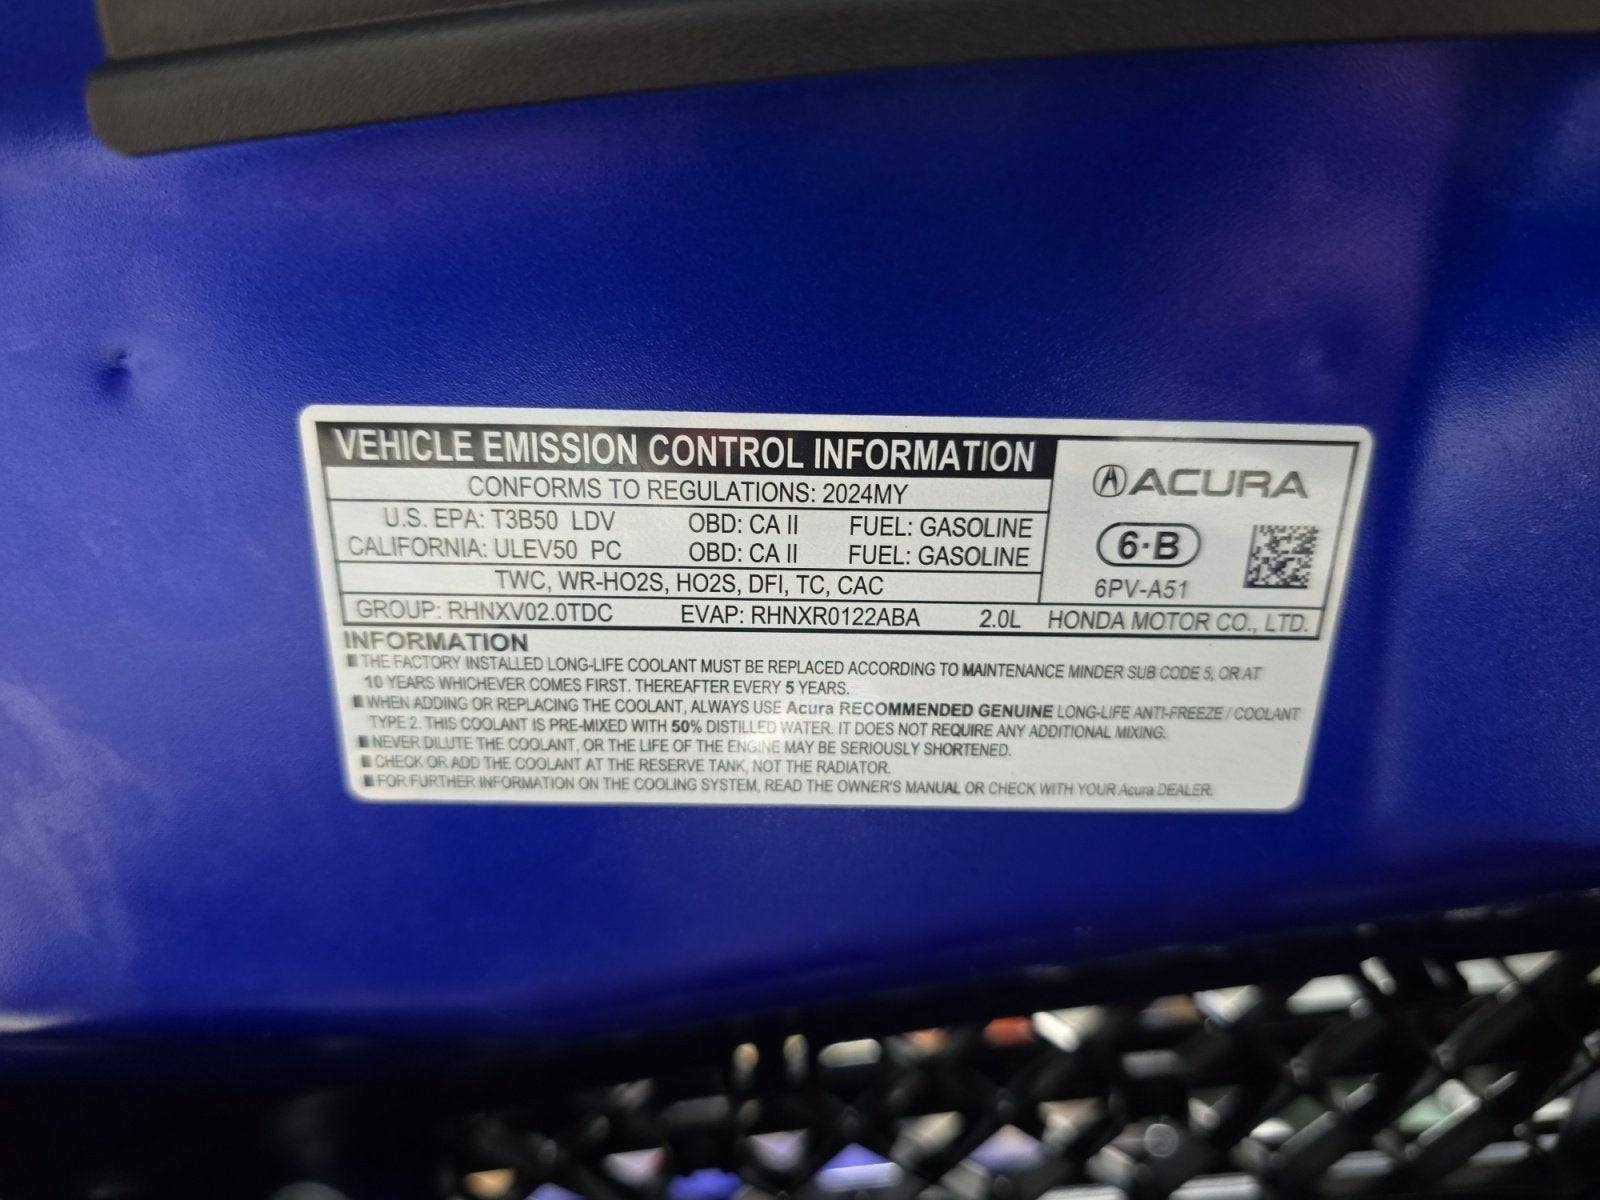 VEHICLE EMISSION CONTROL INFORMATION
CONFORMS TO REGULATIONS: 2024MY
U.S. EPA: T3B50 LDV OBD: CA II FUEL: GASOLINE
CALIFORNIA: ULEV50 PC OBD: CA II FUEL: GASOLINE
TWC, WR-HO2S, HO2S, DFI, TC, CAC
ACURA
6·B
6PV-A51
GROUP: RHNXV02.0TDC EVAP: RHNXR0122ABA 2.0L HONDA MOTOR CO., LTD.
INFORMATION
■ THE FACTORY INSTALLED LONG-LIFE COOLANT MUST BE REPLACED ACCORDING TO MAINTENANCE MINDER SUB CODE 5, OR AT
10 YEARS WHICHEVER COMES FIRST. THEREAFTER EVERY 5 YEARS.
■ WHEN ADDING OR REPLACING THE COOLANT, ALWAYS USE Acura RECOMMENDED GENUINE LONG-LIFE ANTI-FREEZE / COOLANT
TYPE 2. THIS COOLANT IS PRE-MIXED WITH 50% DISTILLED WATER. IT DOES NOT REQUIRE ANY ADDITIONAL MIXING.
■ NEVER DILUTE THE COOLANT, OR THE LIFE OF THE ENGINE MAY BE SERIOUSLY SHORTENED.
■ CHECK OR ADD THE COOLANT AT THE RESERVE TANK, NOT THE RADIATOR.
■ FOR FURTHER INFORMATION ON THE COOLING SYSTEM, READ THE OWNER'S MANUAL OR CHECK WITH YOUR Acura DEALER.